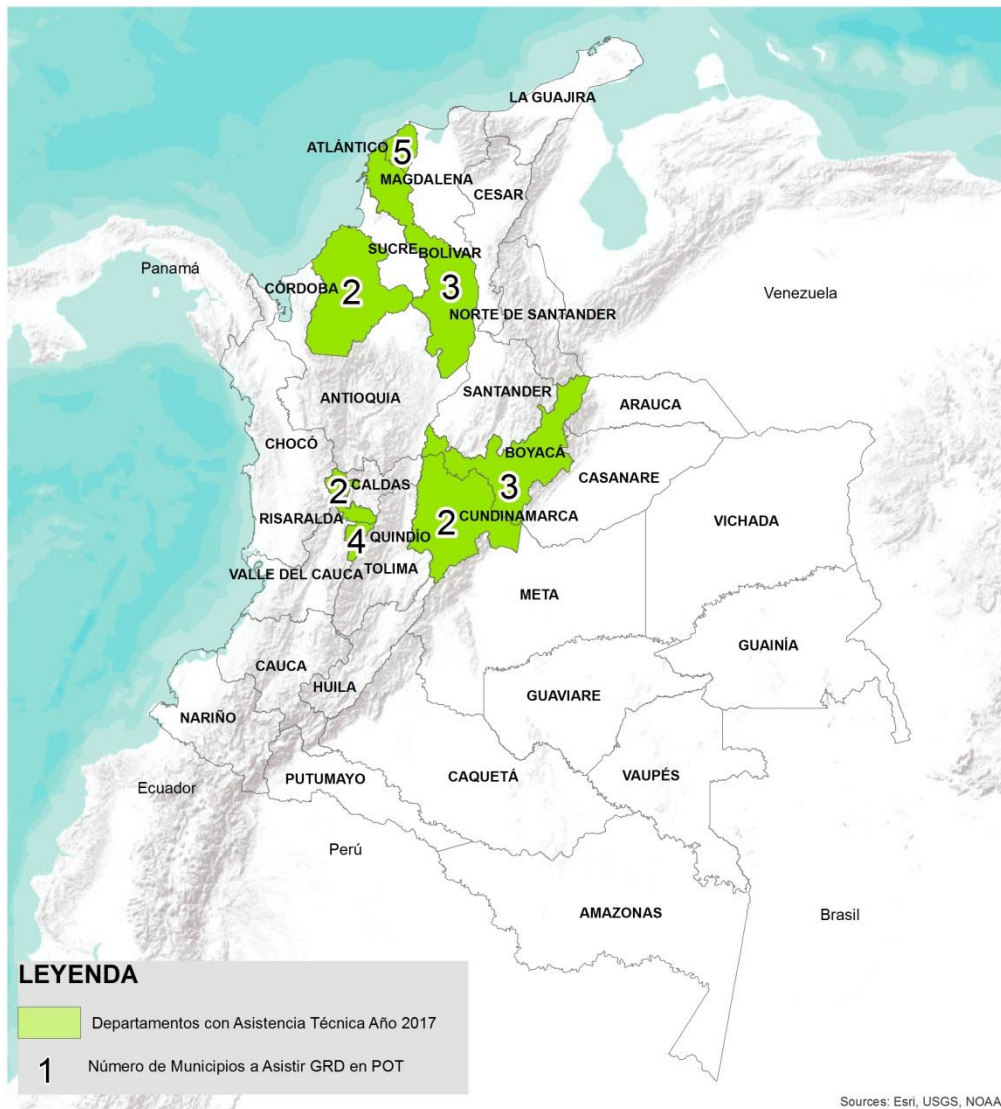 LA GUAJIRA
ATLÁNTICO
5
MAGDALENA
CESAR
SUCRE
BOLÍVAR
Panamá
CÓRDOBA
2
3
Venezuela
NORTE DE SANTANDER
ANTIOQUIA
SANTANDER
ARAUCA
CHOCÓ
BOYACÁ
CASANARE
2
CALDAS
3
RISARALDA
2
CUNDINAMARCA
VICHADA
4
QUINDÍO
VALLE DEL CAUCA
TOLIMA
META
GUAINÍA
CAUCA
HUILA
GUAVIARE
NARIÑO
PUTUMAYO
CAQUETÁ
VAUPÉS
Ecuador
Perú
AMAZONAS
Brasil
LEYENDA
Departamentos con Asistencia Técnica Año 2017
1 Número de Municipios a Asistir GRD en POT
Sources: Esri, USGS, NOAA